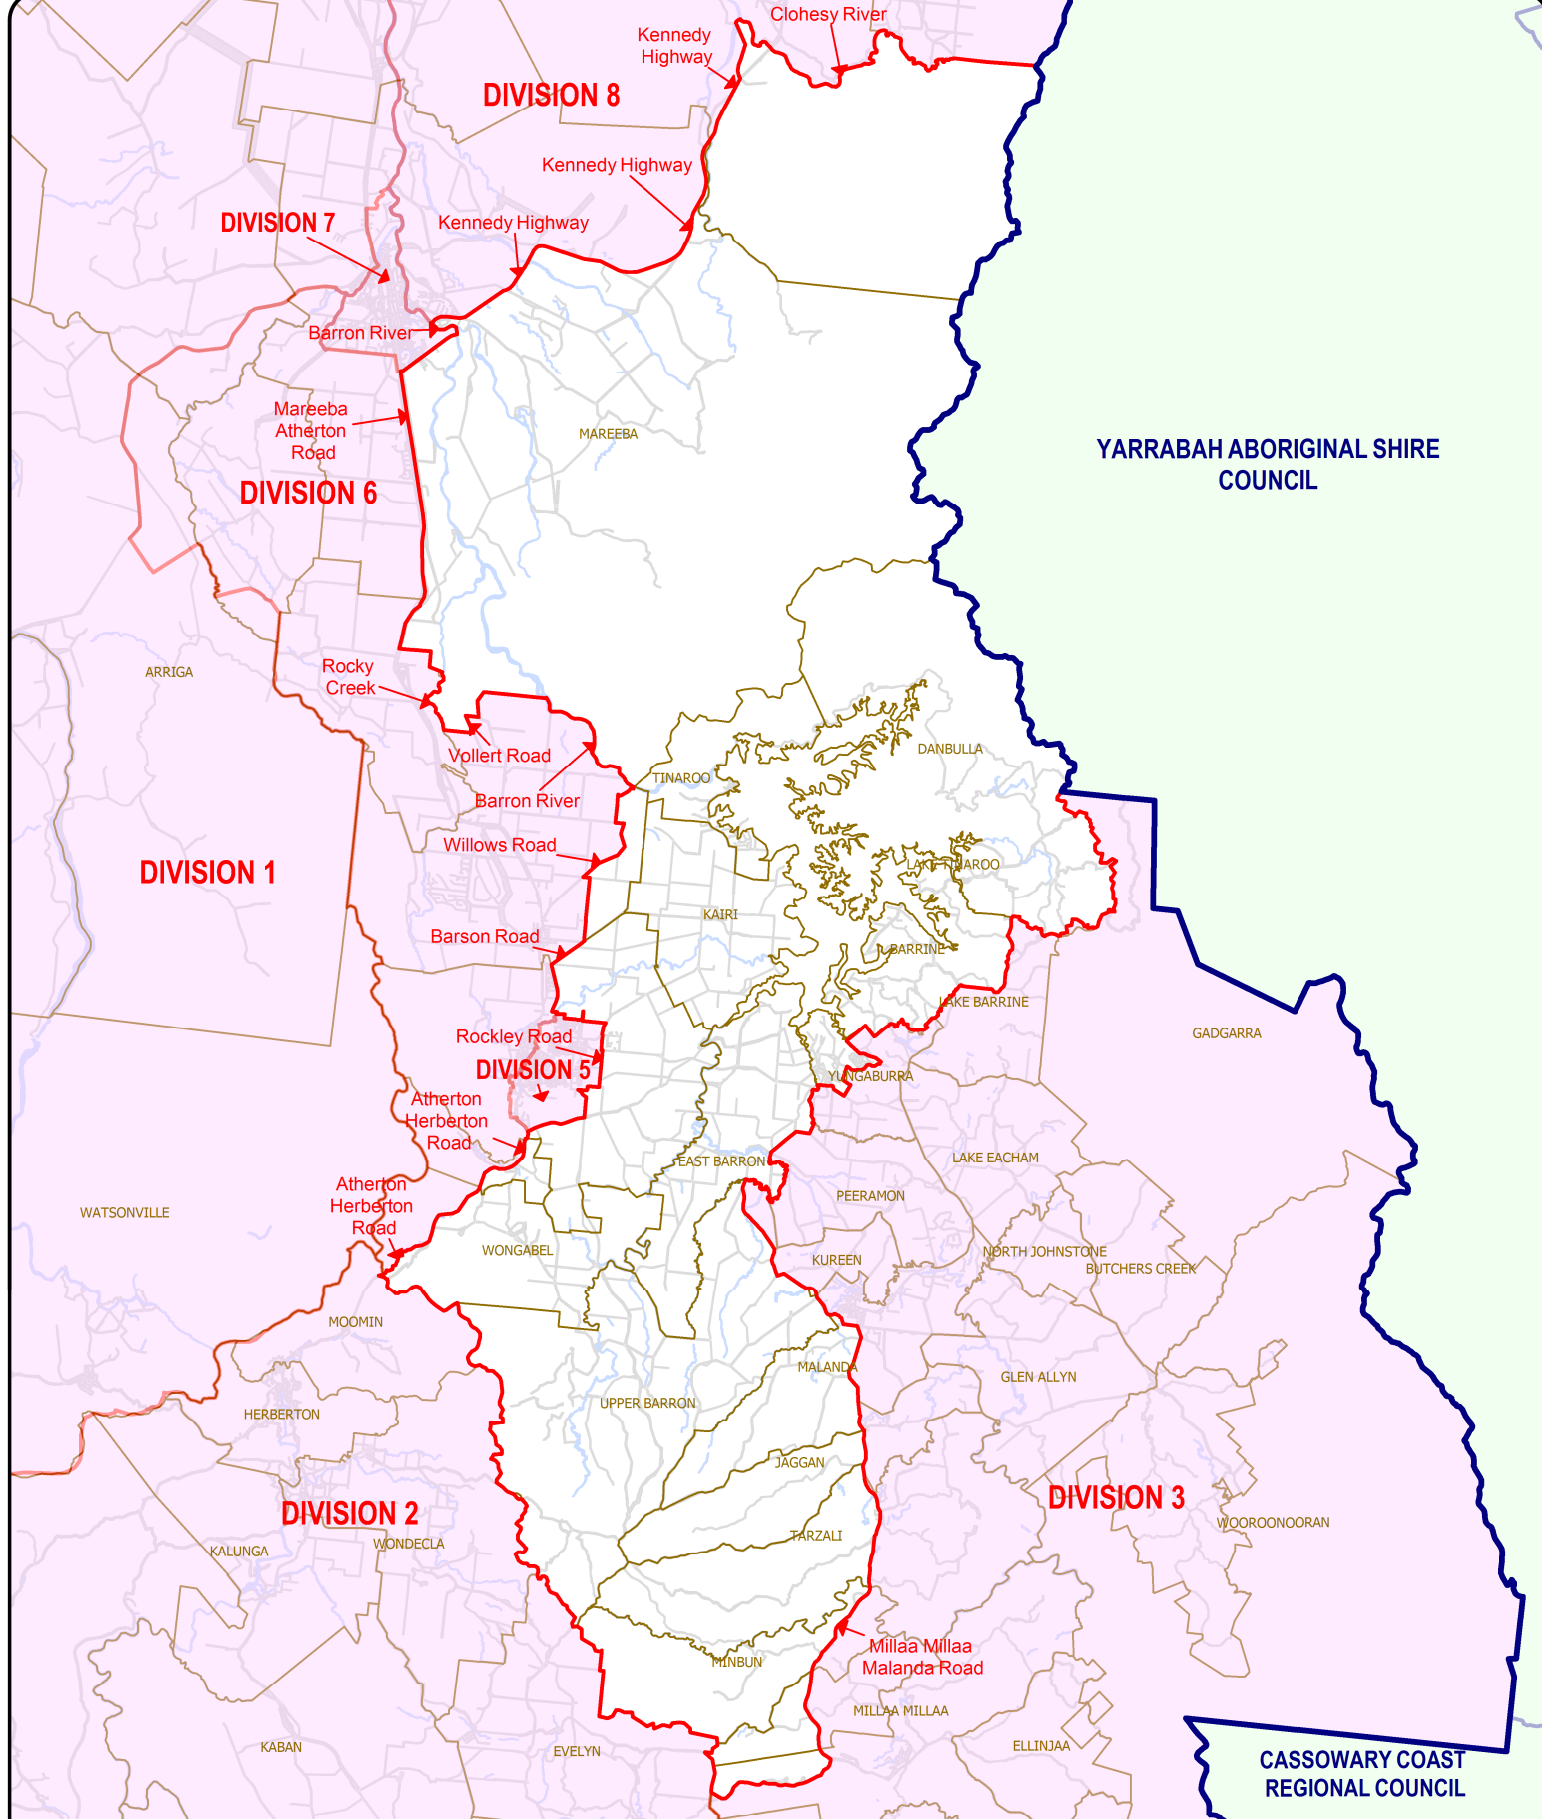 Clohesy River
Kennedy
Highway
DIVISION 8
Kennedy Highway
DIVISION 7
Kennedy Highway
Barron River
Mareeba
Atherton
Road
MAREEBA
YARRABAH ABORIGINAL SHIRE
COUNCIL
DIVISION 6
ARRIGA
Rocky
Creek
Vollert Road
DANBULLA
TINAROO
Barron River
Willows Road
LAKE TINAROO
DIVISION 1
KAIRI
Barson Road
BARRINE
LAKE BARRINE
GADGARRA
Rockley Road
DIVISION 5
YUNGABURRA
Atherton
Herberton
Road
LAKE EACHAM
EAST BARRON
Atherton
Herberton
Road
PEERAMON
WATSONVILLE
WONGABEL
KUREEN
NORTH JOHNSTONE
BUTCHERS CREEK
MOOMIN
MALANDA
GLEN ALLYN
UPPER BARRON
HERBERTON
JAGGAN
DIVISION 3
DIVISION 2
WOOROONOORAN
TARZALI
WONDECLA
KALUNGA
Millaa Millaa
Malanda Road
MINBUN
MILLAA MILLAA
KABAN
EVELYN
ELLINJAA
CASSOWARY COAST
REGIONAL COUNCIL